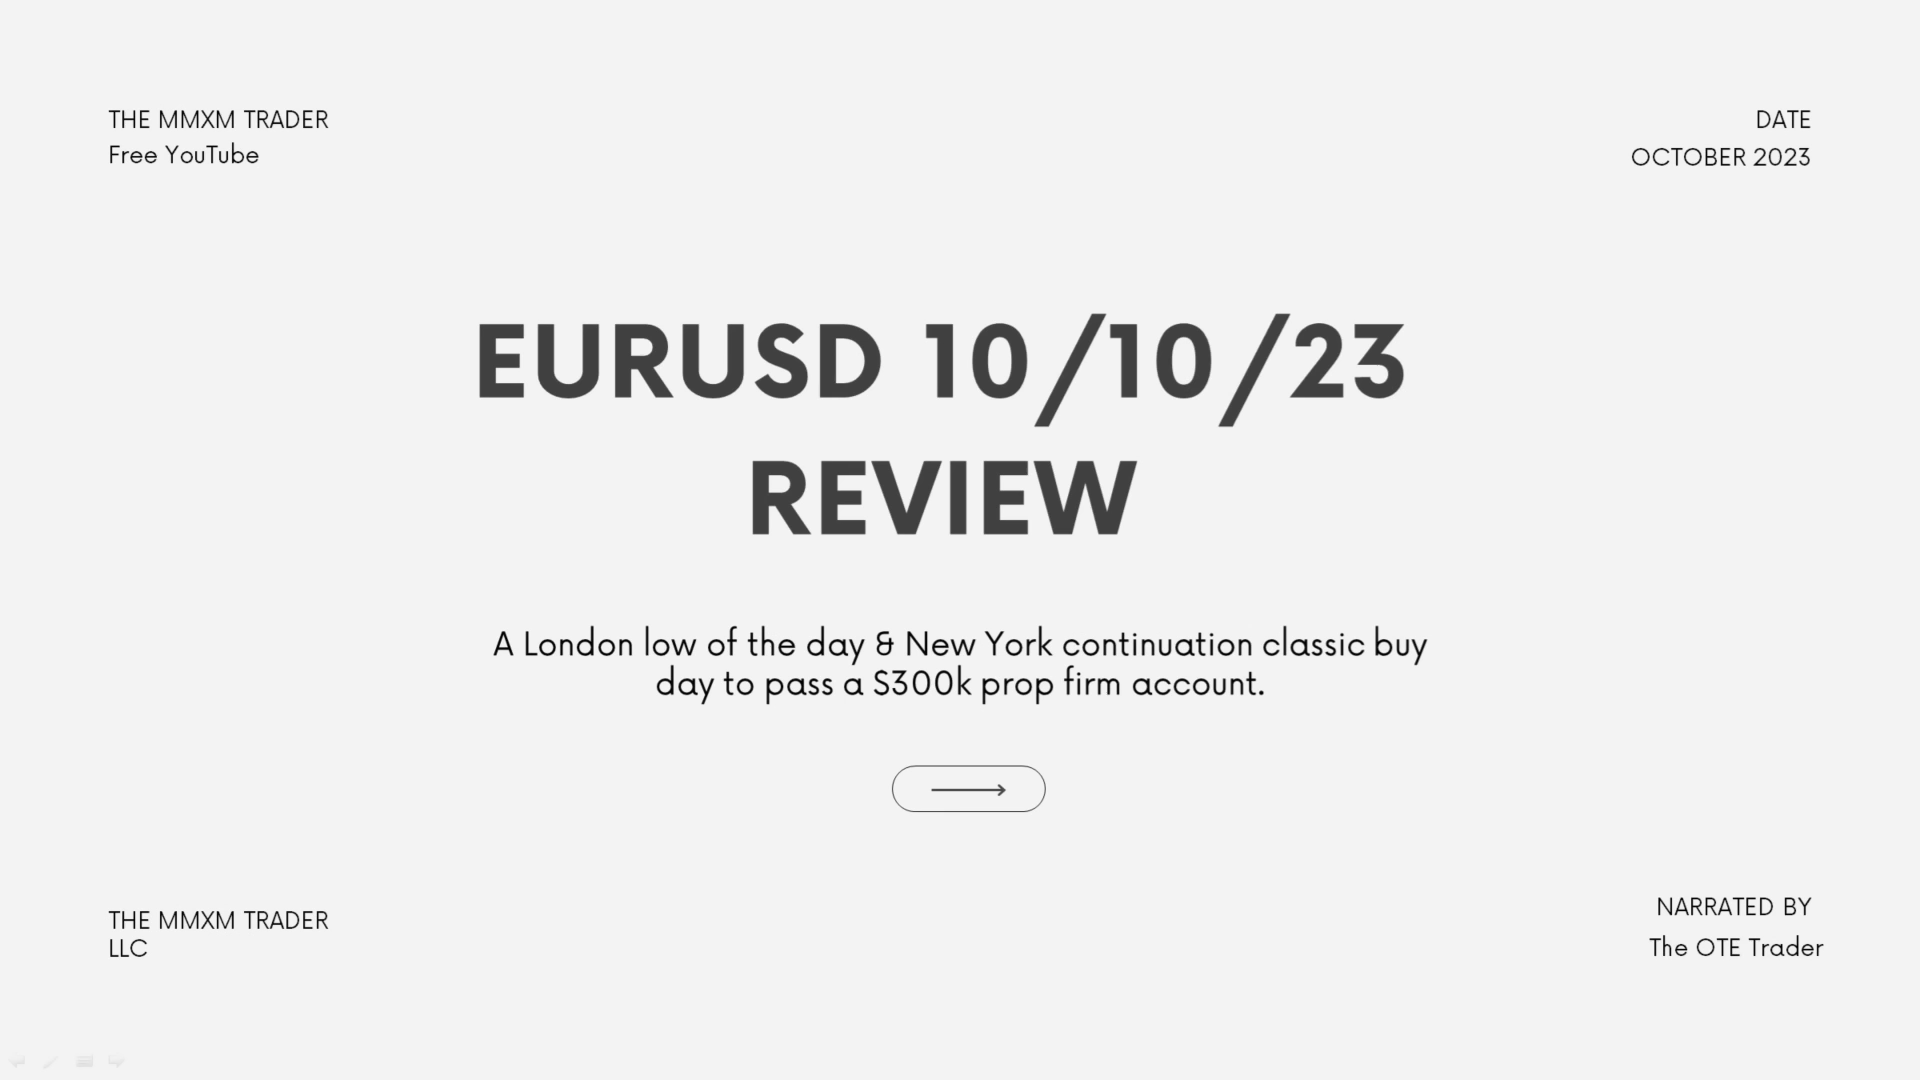 THE MMXM TRADER
Free YouTube
DATE
OCTOBER 2023
EURUSD 10/10/23
REVIEW
A London low of the day & New York continuation classic buy
day to pass a $300k prop firm account.
THE MMXM TRADER
LLC
NARRATED BY
The OTE Trader